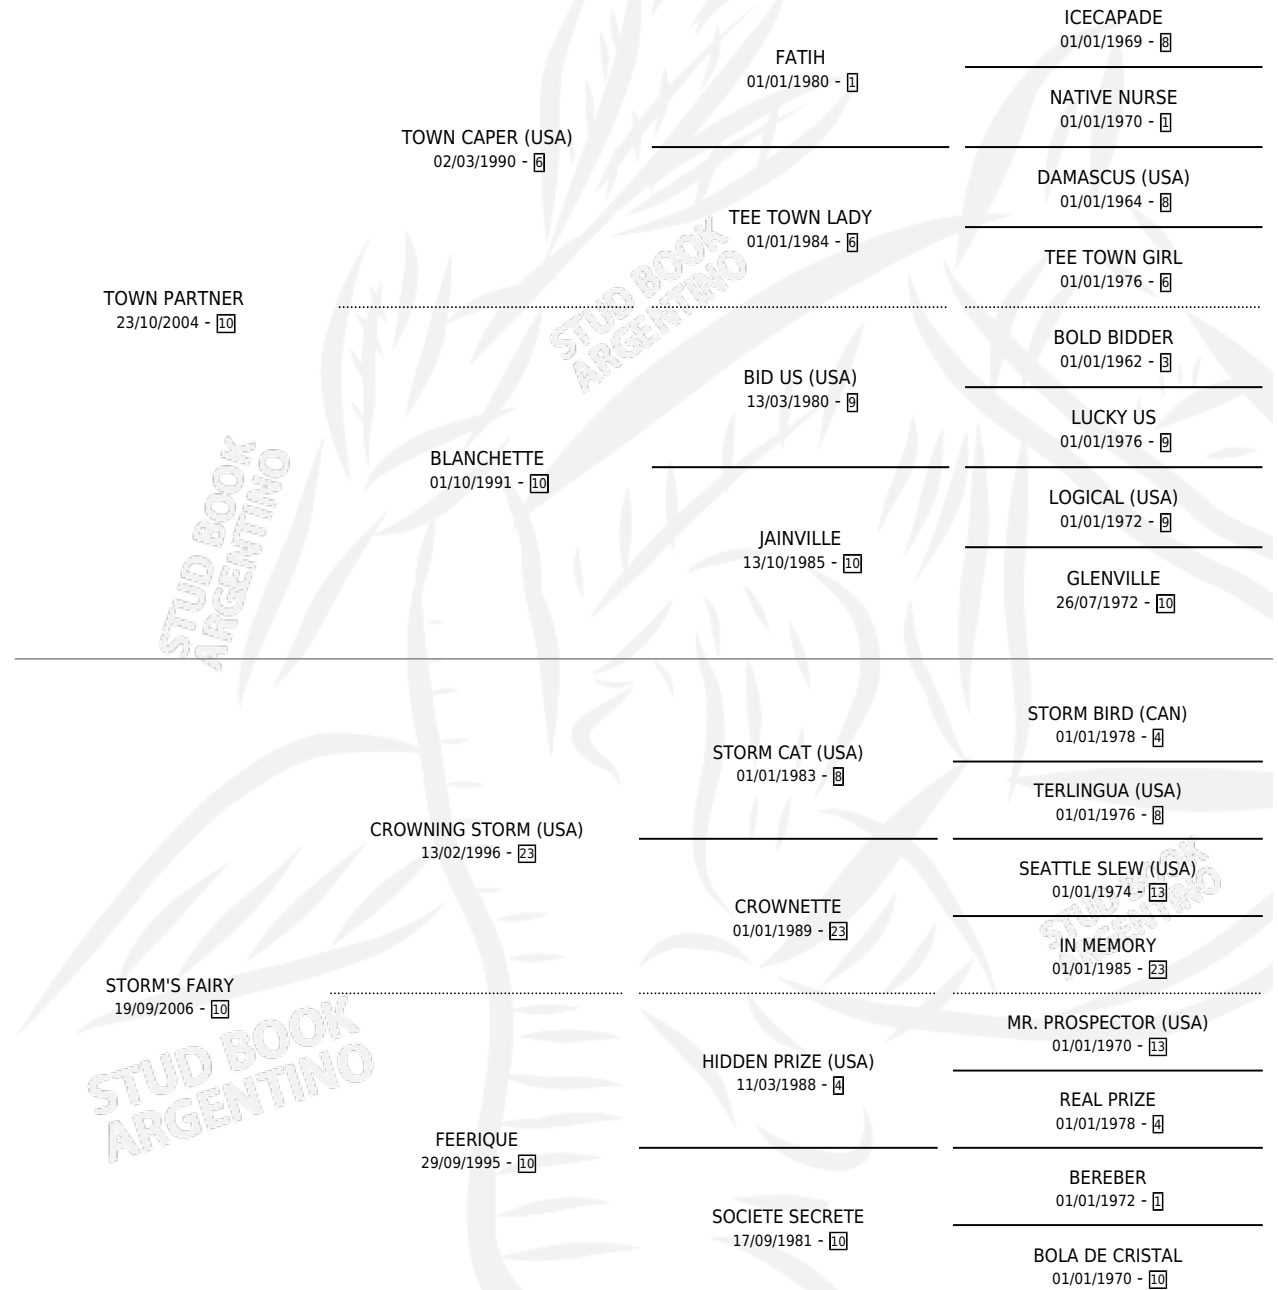 ICECAPADE
01/01/1969 - 8
FATIH
01/01/1980 - 1
NATIVE NURSE
01/01/1970 - 1
TOWN CAPER (USA)
02/03/1990 - 6
DAMASCUS (USA)
01/01/1964 - 8
TEE TOWN LADY
01/01/1984 - 6
TEE TOWN GIRL
01/01/1976 - 6
TOWN PARTNER
23/10/2004 - 10
STUD BOOK
ARGENTINO
BOLD BIDDER
01/01/1962 - 3
BID US (USA)
13/03/1980 - 9
LUCKY US
01/01/1976 - 9
BLANCHETTE
01/10/1991 - 10
LOGICAL (USA)
01/01/1972 - 9
JAINVILLE
13/10/1985 - 10
GLENVILLE
26/07/1972 - 10
STUD BOOK
ARGENTINO
STORM BIRD (CAN)
01/01/1978 - 4
STORM CAT (USA)
01/01/1983 - 8
TERLINGUA (USA)
01/01/1976 - 8
CROWNING STORM (USA)
13/02/1996 - 23
SEATTLE SLEW (USA)
01/01/1974 - 13
CROWNETTE
01/01/1989 - 23
STUD BOOK
ARGENTINO
IN MEMORY
01/01/1985 - 23
STORM'S FAIRY
19/09/2006 - 10
MR. PROSPECTOR (USA)
01/01/1970 - 13
HIDDEN PRIZE (USA)
11/03/1988 - 4
STUD BOOK
ARGENTINO
REAL PRIZE
01/01/1978 - 4
FEERIQUE
29/09/1995 - 10
BEREBER
01/01/1972 - 1
SOCIETE SECRETE
17/09/1981 - 10
BOLA DE CRISTAL
01/01/1970 - 10